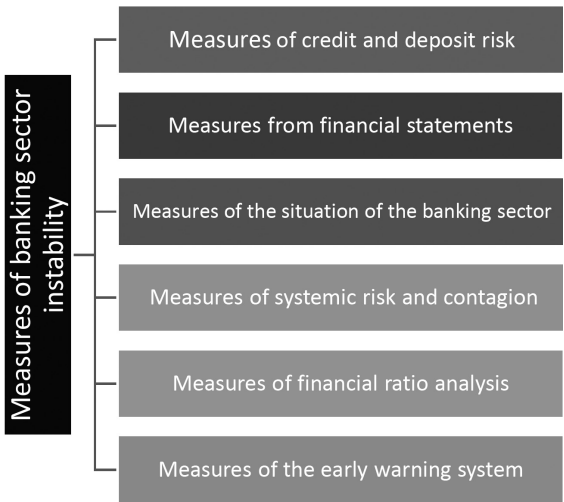 Measures of banking sector
instability
Measures of credit and deposit risk
Measures from financial statements
Measures of the situation of the banking sector
Measures of systemic risk and contagion
Measures of financial ratio analysis
Measures of the early warning system